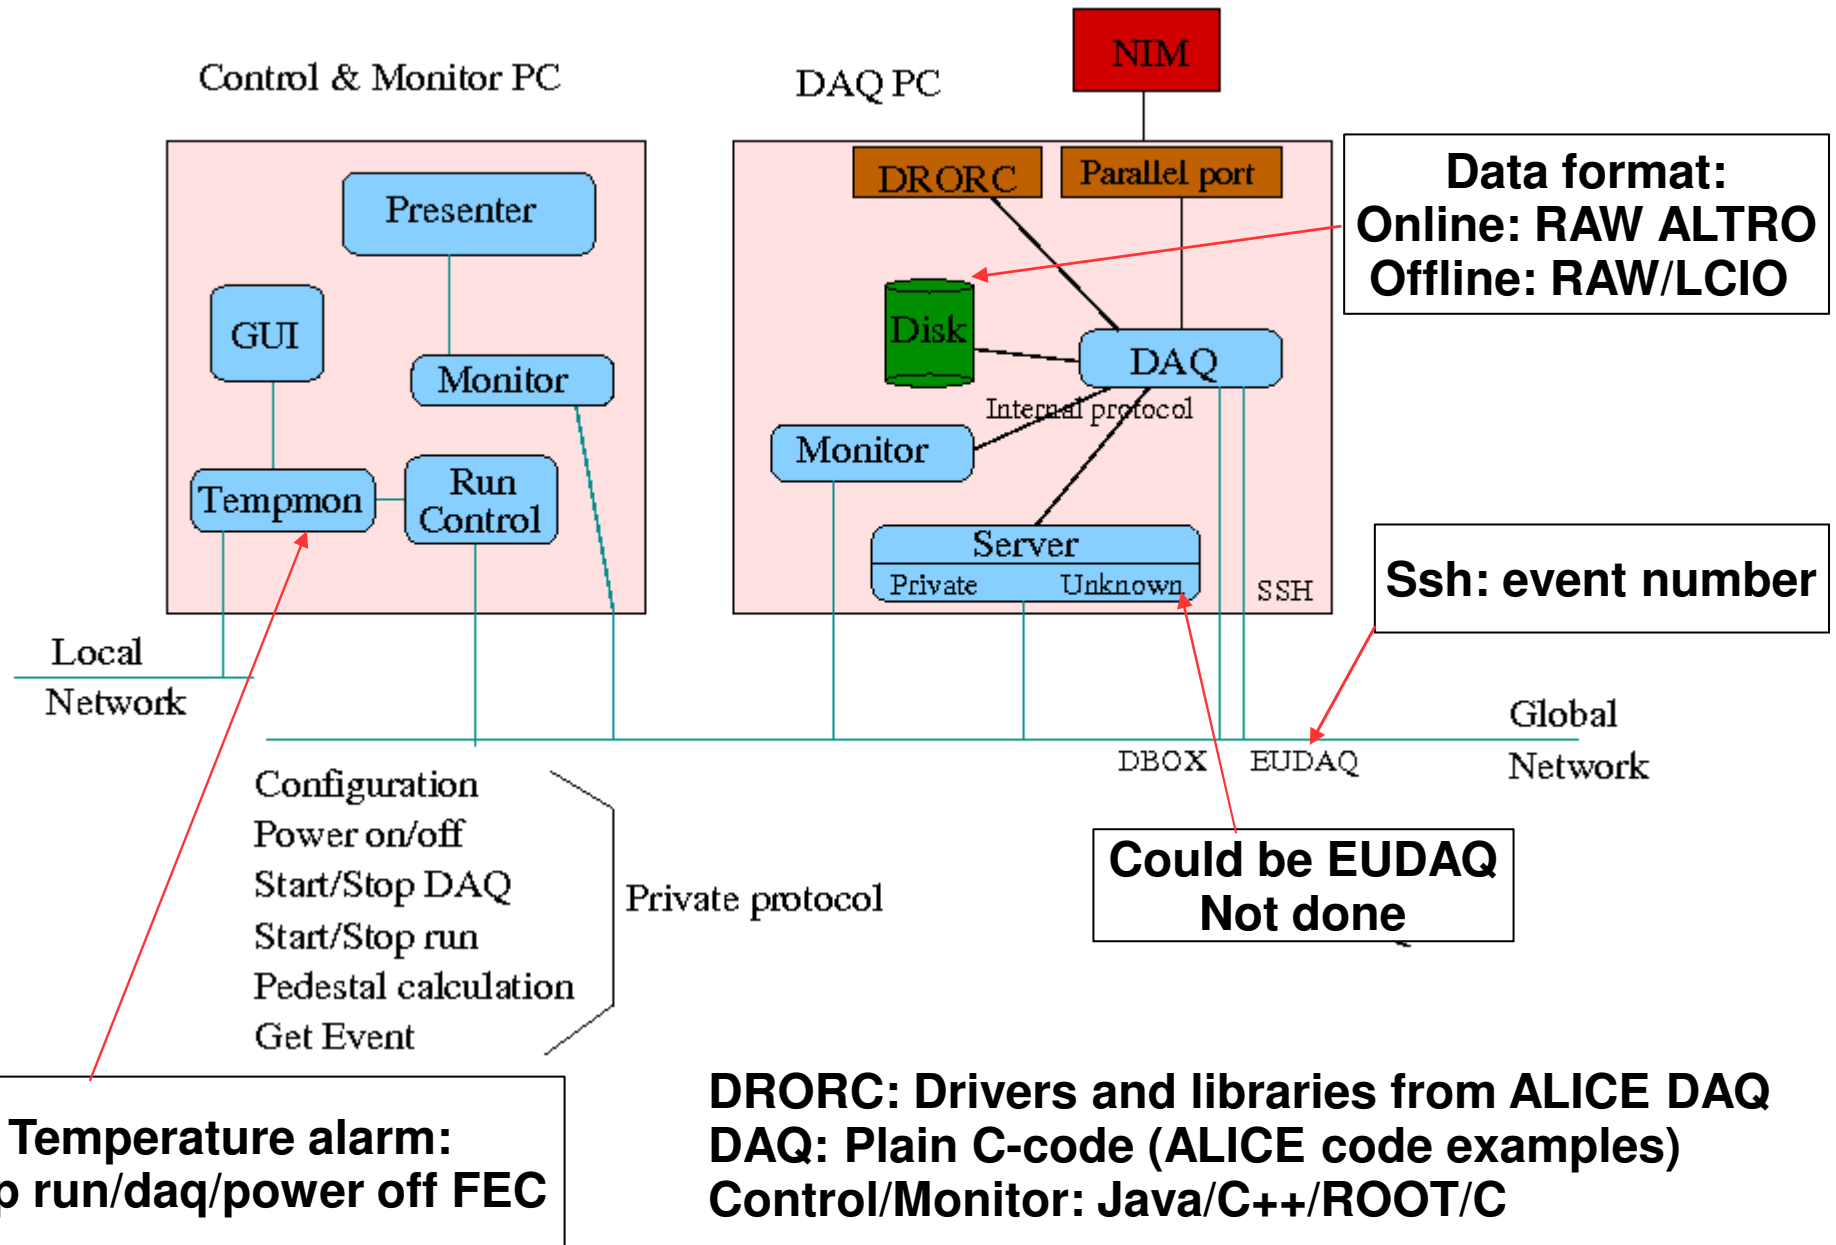 NIM
Control & Monitor PC
DAQ PC
DRORC
Parallel port
Data format:
Online: RAW ALTRO
Offline: RAW/LCIO
Presenter
GUI
Disk
DAQ
Monitor
Internal protocol
Monitor
Tempmon
Run
Control
Server
Private
Unknown
SSH
Ssh: event number
Local
Network
Global
Network
DBOX
EUDAQ
Configuration
Power on/off
Start/Stop DAQ
Start/Stop run
Pedestal calculation
Get Event
Private protocol
Could be EUDAQ
Not done
Temperature alarm:
run/daq/power off FEC
DRORC: Drivers and libraries from ALICE DAQ
DAQ: Plain C-code (ALICE code examples)
Control/Monitor: Java/C++/ROOT/C